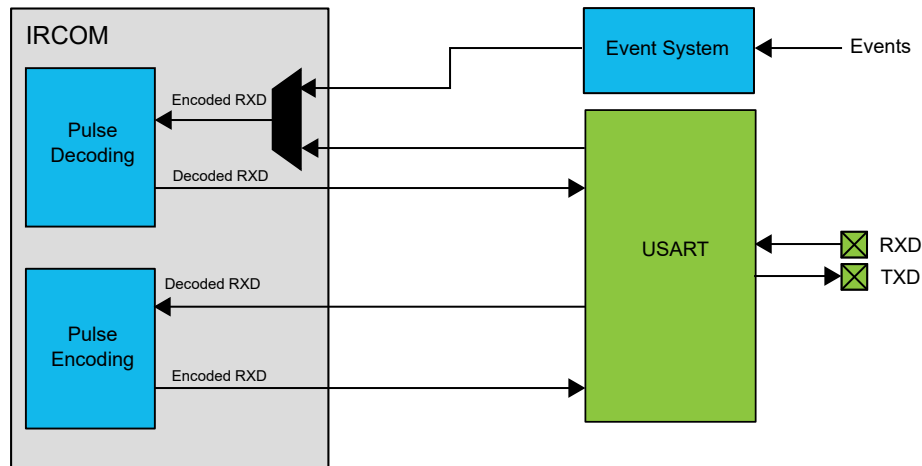 IRCOM
Event System
Events
Encoded RXD
Pulse
Decoding
Decoded RXD
USART
RXD
TXD
Decoded RXD
Pulse
Encoding
Encoded RXD